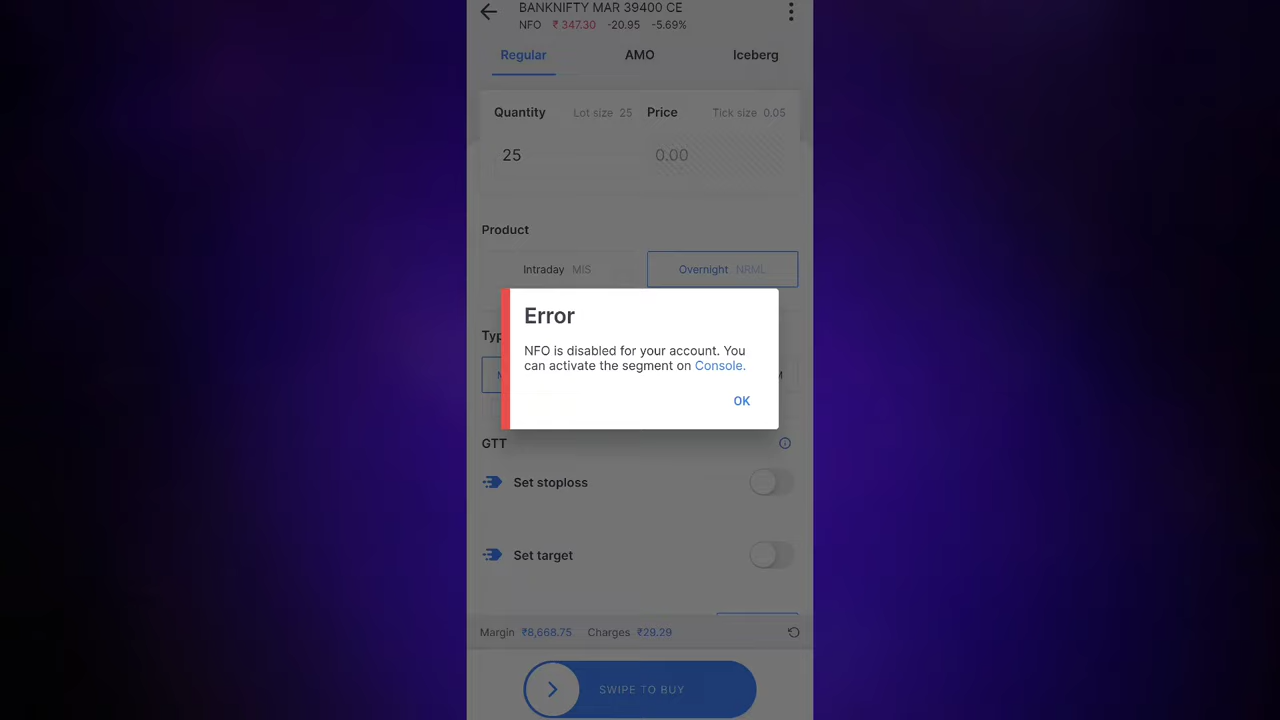 BANKNIFTY MAR 39400 CE
NFO ₹ 347.30 -20.95 -5.69%
Regular AMO Iceberg
Quantity Lot size 25 Price Tick size 0.05
25 0.00
Product
Intraday MIS Overnight NRML
Error
NFO is disabled for your account. You
can activate the segment on Console.
OK
GTT
Set stoploss
Set target
Margin ₹8,668.75 Charges ₹29.29
SWIPE TO BUY